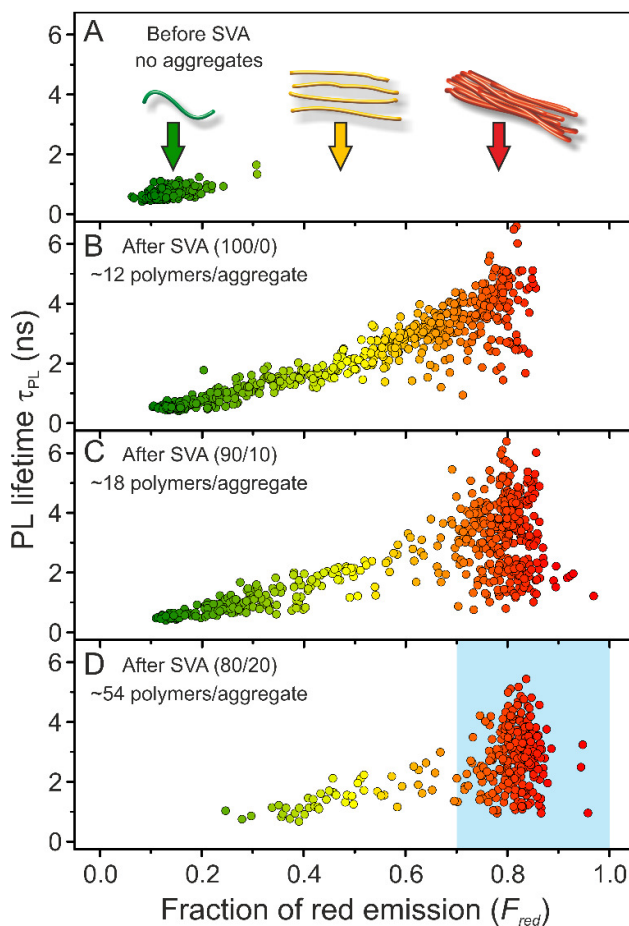 A
Before SVA
no aggregates
6
4
2
0
B
After SVA (100/0)
~12 polymers/aggregate
6
4
2
0
C
After SVA (90/10)
~18 polymers/aggregate
6
4
2
0
D
After SVA (80/20)
~54 polymers/aggregate
6
4
2
0
PL lifetime τPL (ns)
0.0 0.2 0.4 0.6 0.8 1.0
Fraction of red emission (Fred)